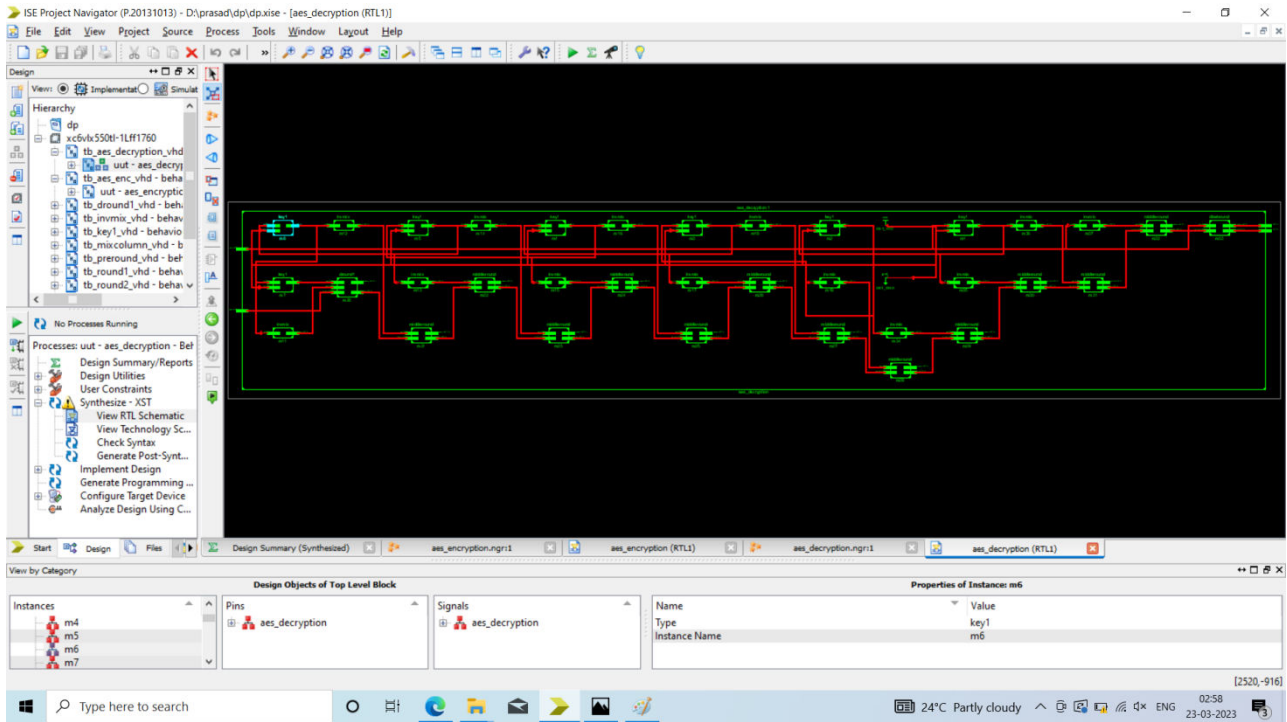 ISE Project Navigator (P.20131013) - D:\prasad\dp\dp.xise - [aes_decryption (RTL1)]
File Edit View Project Source Process Tools Window Layout Help
Design
View: Implementat Simulat
Hierarchy
dp
xc6vlx550tl-1Lff1760
tb_aes_decryption_vhd
uut - aes_decryp
tb_aes_enc_vhd - beha
uut - aes_encryptic
tb_dround1_vhd - beh
tb_invmix_vhd - behav
tb_key1_vhd - behavio
tb_mixcolumn_vhd - b
tb_preround_vhd - beh
tb_round1_vhd - behav
tb_round2_vhd - behav
No Processes Running
Processes: uut - aes_decryption - Beh
Design Summary/Reports
Design Utilities
User Constraints
Synthesize - XST
View RTL Schematic
View Technology Sc...
Check Syntax
Generate Post-Synt...
Implement Design
Generate Programming ...
Configure Target Device
Analyze Design Using C...
Start Design Files
Design Summary (Synthesized) aes_encryption.ngr:1 aes_encryption (RTL1) aes_decryption.ngr:1 aes_decryption (RTL1)
View by Category
Design Objects of Top Level Block Properties of Instance: m6
Instances Pins Signals Name Value
m4 aes_decryption aes_decryption Type key1
m5 Instance Name m6
m6
m7
[2520,-916]
Type here to search 24°C Partly cloudy ENG 02:58
23-03-2023 3